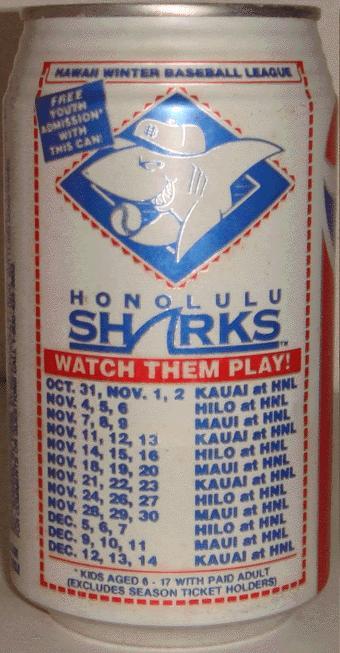 HAWAII WINTER BASEBALL LEAGUE
FREE
YOUTH
ADMISSION*
WITH
THIS CAN!
HONOLULU
SHARKS™
WATCH THEM PLAY!
OCT. 31, NOV. 1, 2 KAUAI at HNL
NOV. 4, 5, 6 HILO at HNL
NOV. 7, 8, 9 MAUI at HNL
NOV. 11, 12, 13 KAUAI at HNL
NOV. 14, 15, 16 HILO at HNL
NOV. 18, 19, 20 MAUI at HNL
NOV. 21, 22, 23 KAUAI at HNL
NOV. 24, 26, 27 HILO at HNL
NOV. 28, 29, 30 MAUI at HNL
DEC. 5, 6, 7 HILO at HNL
DEC. 9, 10, 11 MAUI at HNL
DEC. 12, 13, 14 KAUAI at HNL
*KIDS AGED 6 - 17 WITH PAID ADULT
(EXCLUDES SEASON TICKET HOLDERS)